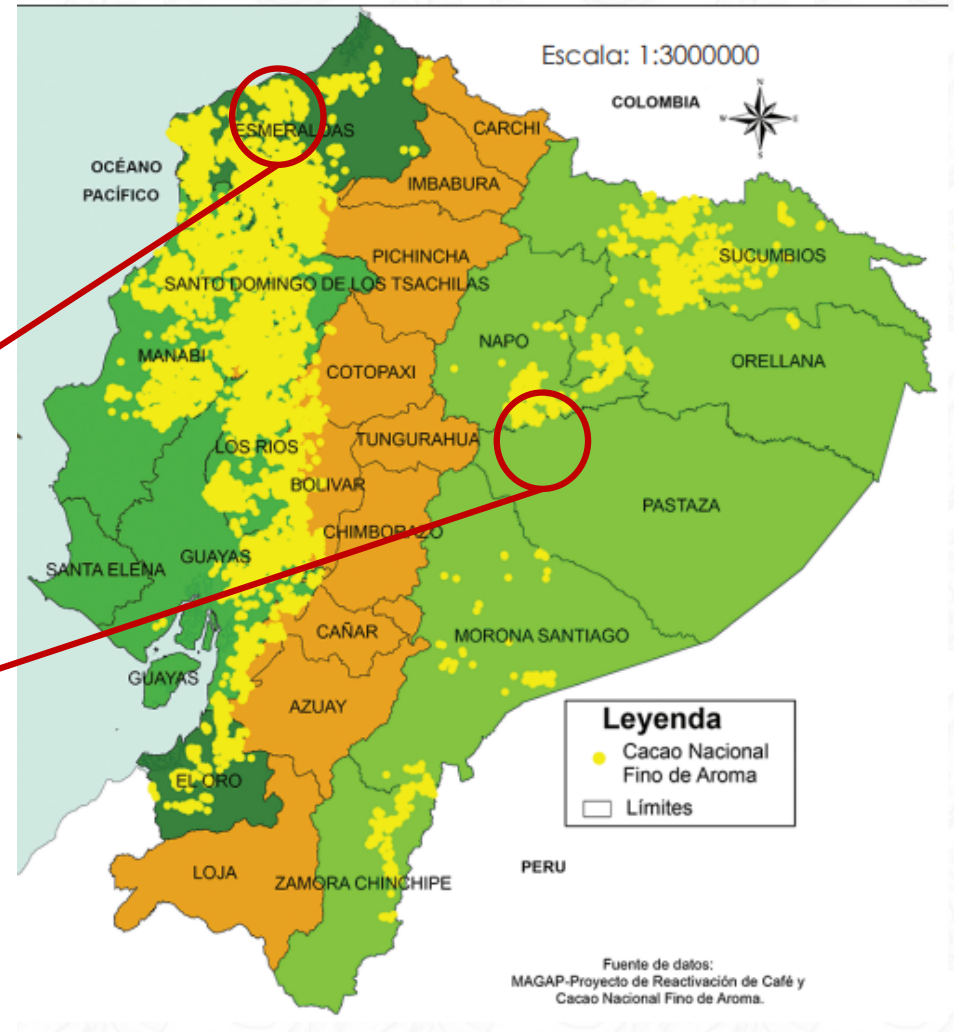 Escala: 1:3000000
COLOMBIA
N
W
E
S
CARCHI
ESMERALDAS
OCÉANO
PACÍFICO
IMBABURA
PICHINCHA
SUCUMBIOS
SANTO DOMINGO DE LOS TSACHILAS
NAPO
MANABI
ORELLANA
COTOPAXI
TUNGURAHUA
LOS RIOS
BOLIVAR
PASTAZA
CHIMBORAZO
GUAYAS
SANTA ELENA
CAÑAR
MORONA SANTIAGO
GUAYAS
AZUAY
Leyenda
Cacao Nacional
Fino de Aroma
Límites
EL ORO
LOJA
ZAMORA CHINCHIPE
PERU
Fuente de datos:
MAGAP-Proyecto de Reactivación de Café y
Cacao Nacional Fino de Aroma.